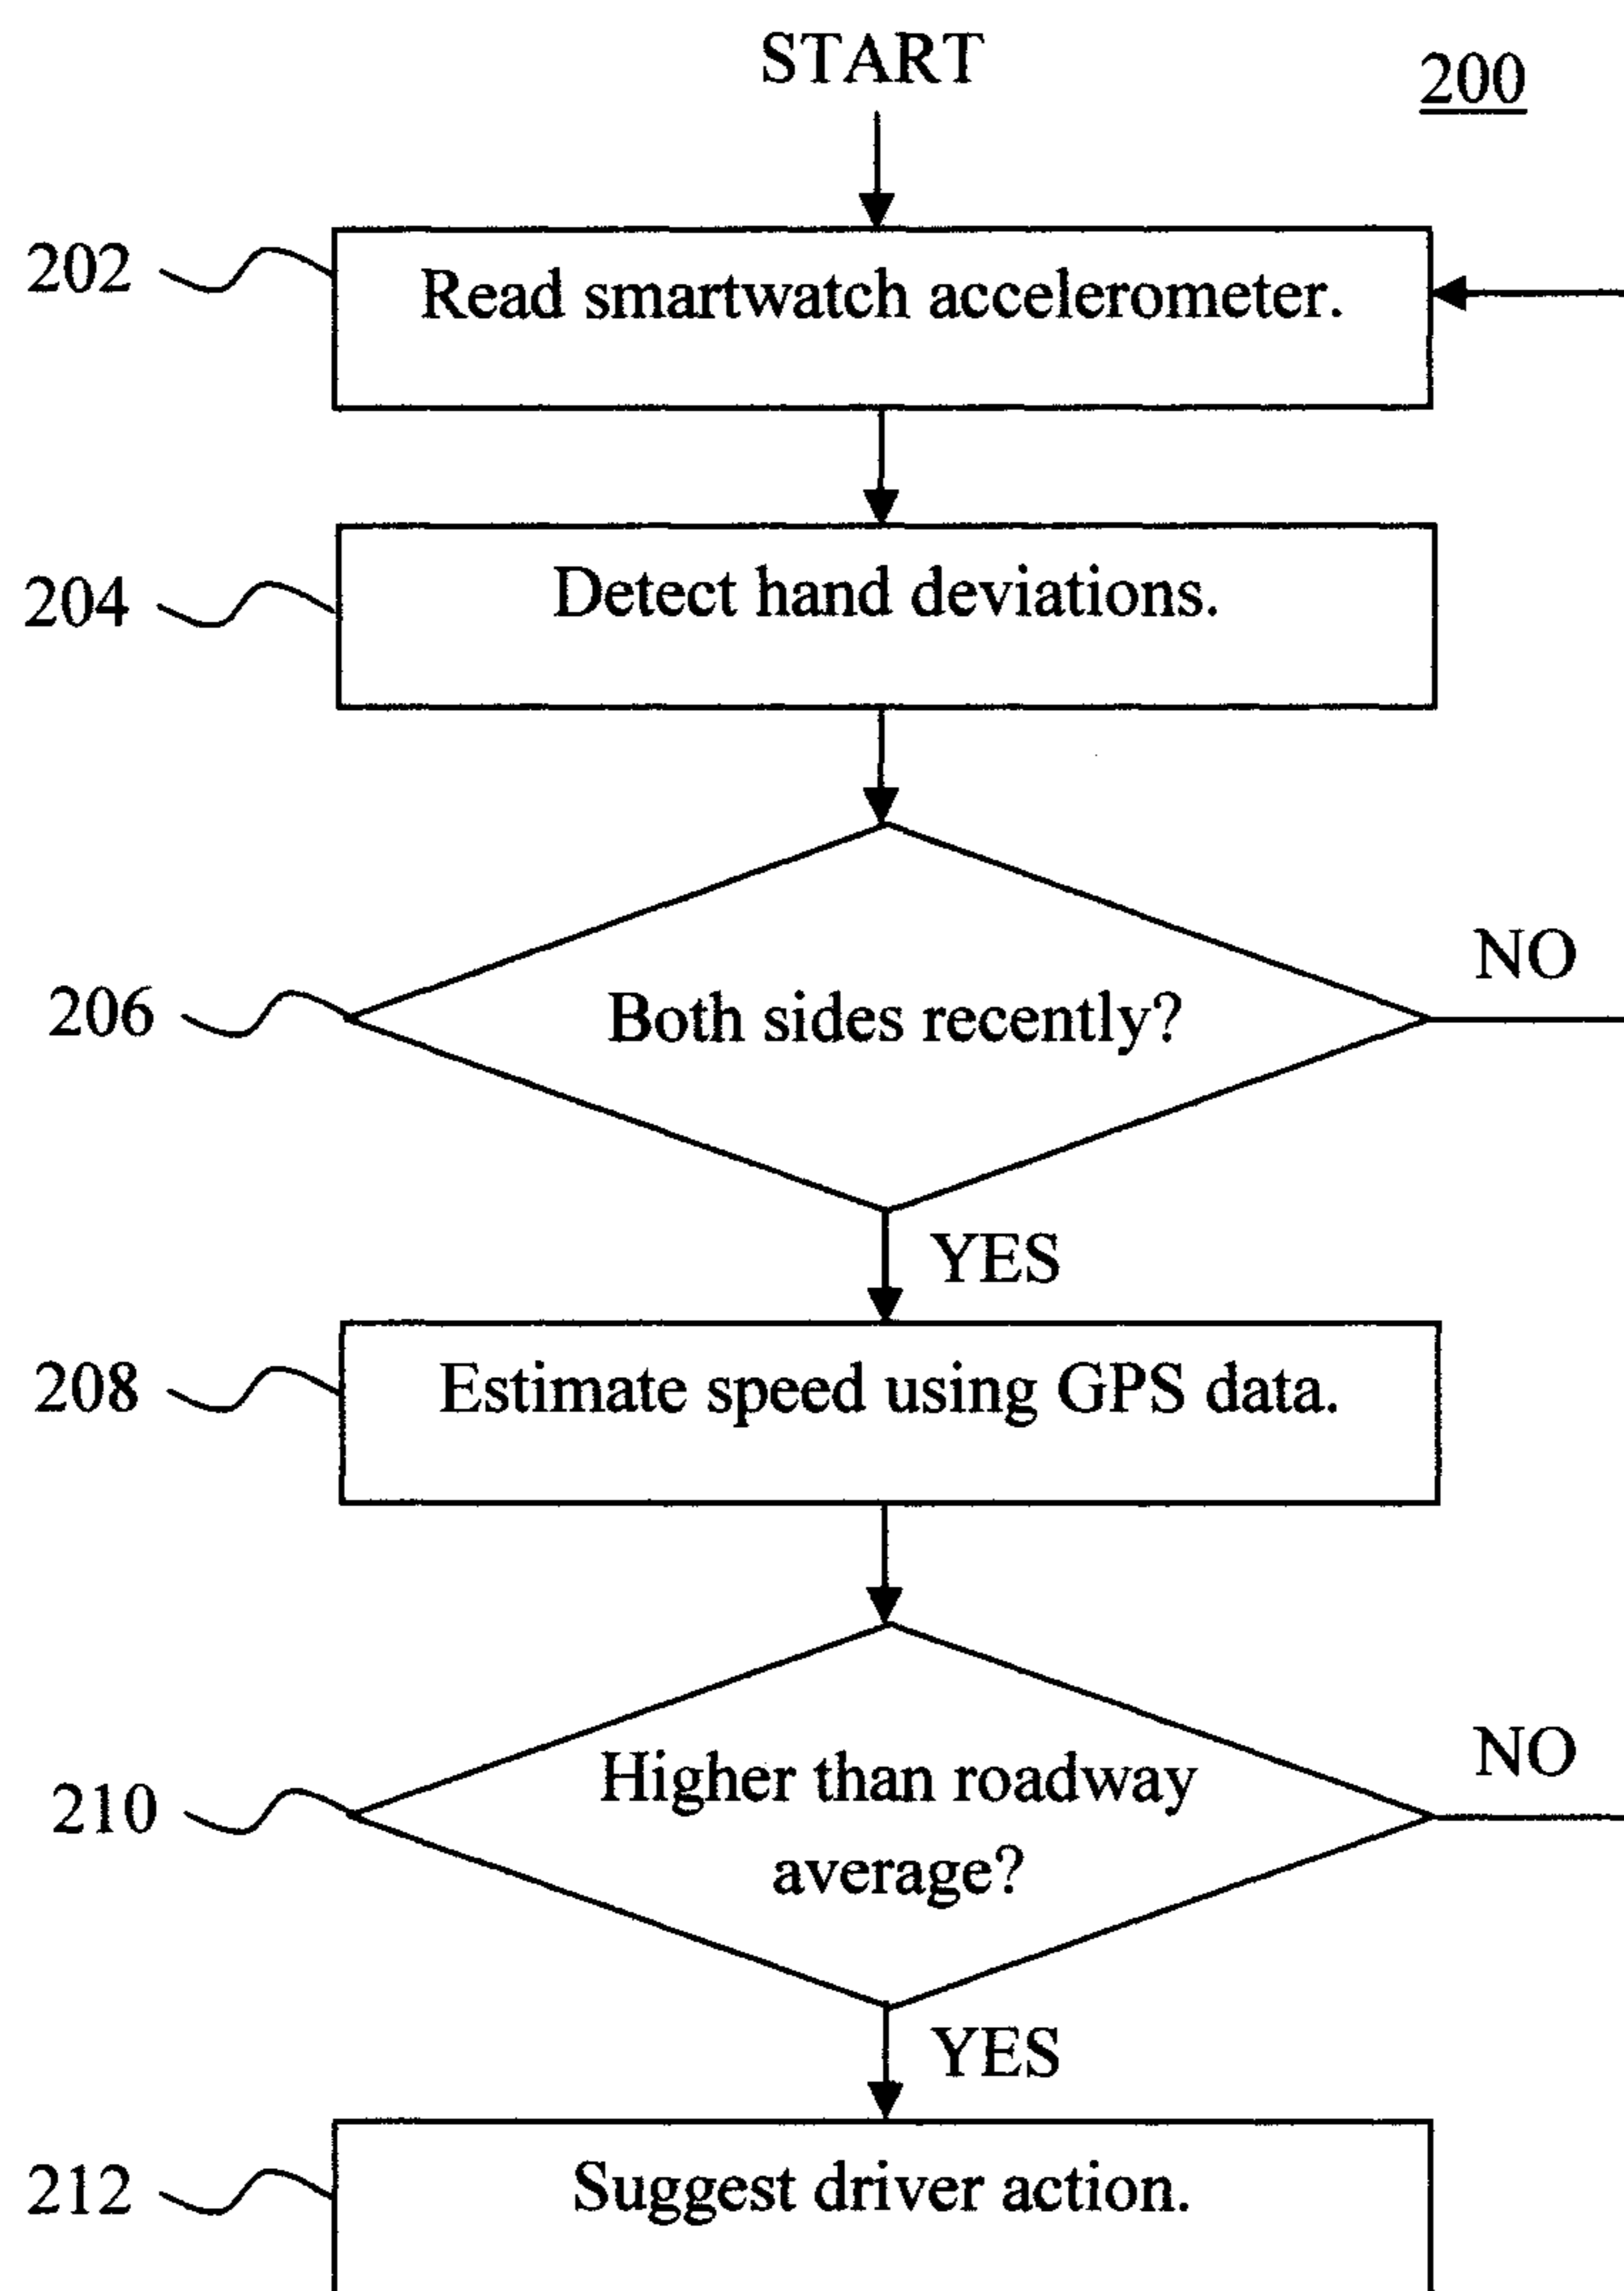 START
200
202
Read smartwatch accelerometer.
204
Detect hand deviations.
NO
206
Both sides recently?
YES
208
Estimate speed using GPS data.
NO
210
Higher than roadway
average?
YES
212
Suggest driver action.